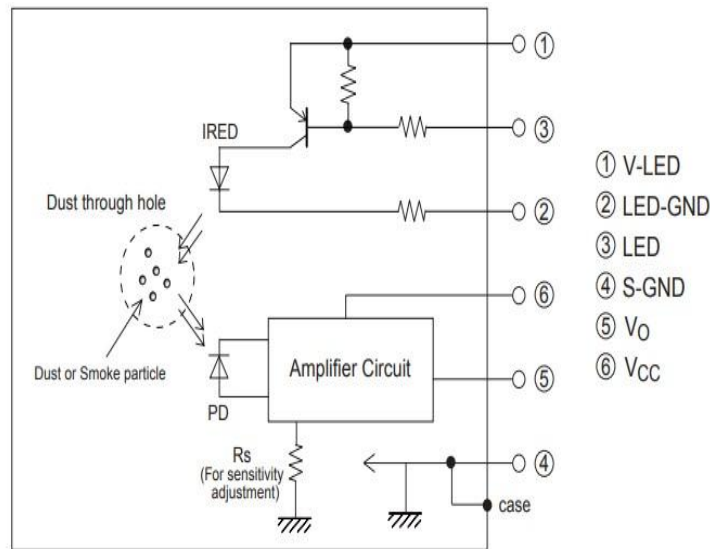 ①
IRED
③
① V-LED
② LED-GND
③ LED
④ S-GND
⑤ VO
⑥ VCC
Dust through hole
②
⑥
Amplifier Circuit
Dust or Smoke particle
⑤
PD
Rs
(For sensitivity
adjustment)
④
case